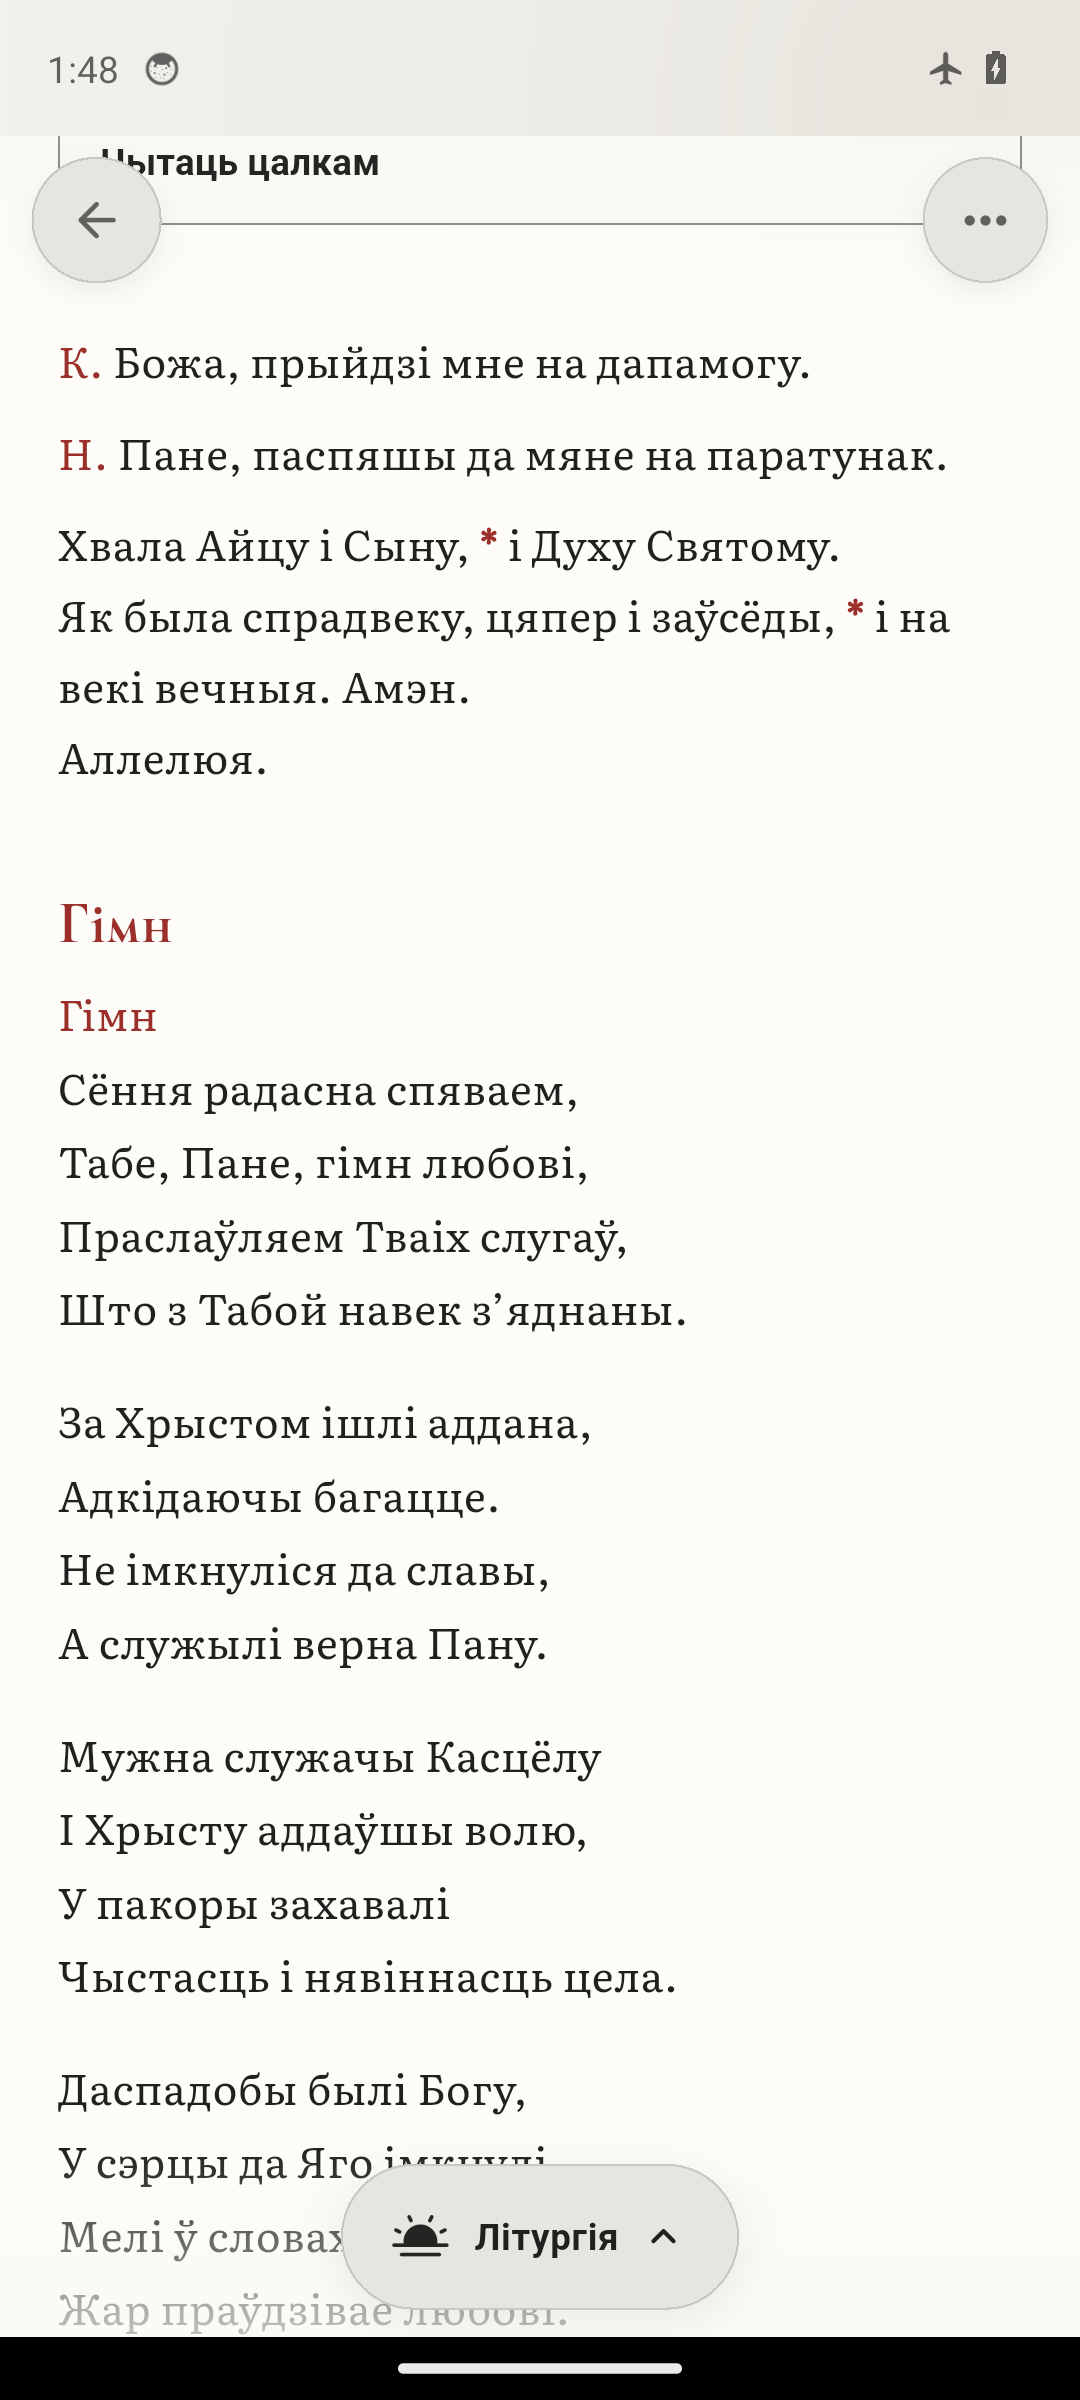 1:48
Чытаць цалкам
К. Божа, прыйдзі мне на дапамогу.
Н. Пане, паспяшы да мяне на паратунак.
Хвала Айцу і Сыну, * і Духу Святому.
Як была спрадвеку, цяпер і заўсёды, * і на
векі вечныя. Амэн.
Аллелюя.
Гімн
Гімн
Сёння радасна спяваем,
Табе, Пане, гімн любові,
Праслаўляем Тваіх слугаў,
Што з Табой навек з’яднаны.
За Хрыстом ішлі аддана,
Адкідаючы багацце.
Не імкнуліся да славы,
А служылі верна Пану.
Мужна служачы Касцёлу
І Хрысту аддаўшы волю,
У пакоры захавалі
Чыстасць і нявіннасць цела.
Даспадобы былі Богу,
У сэрцы да Яго імкнулі
Мелі ў словах
Жар праўдзівае любові.
Літургія